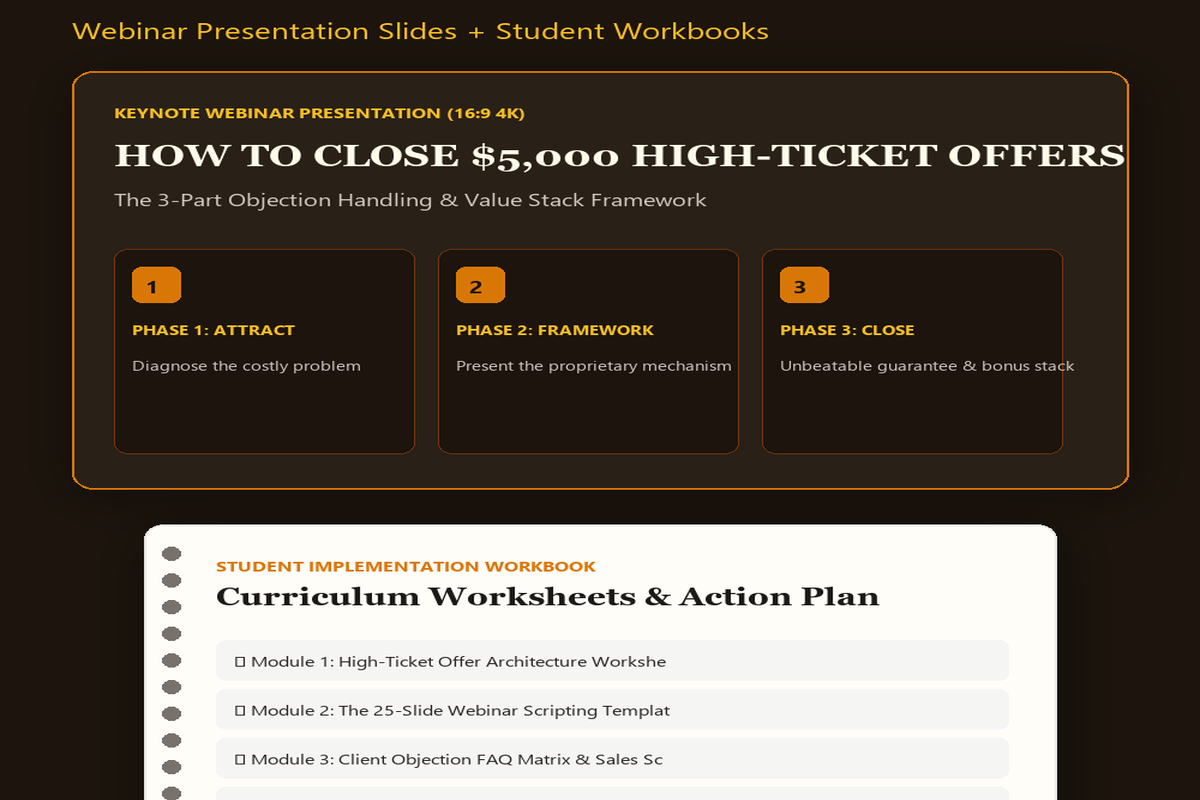 Webinar Presentation Slides + Student Workbooks
KEYNOTE WEBINAR PRESENTATION (16:9 4K)
HOW TO CLOSE $5,000 HIGH-TICKET OFFERS
The 3-Part Objection Handling & Value Stack Framework
1
PHASE 1: ATTRACT
Diagnose the costly problem
2
PHASE 2: FRAMEWORK
Present the proprietary mechanism
3
PHASE 3: CLOSE
Unbeatable guarantee & bonus stack
STUDENT IMPLEMENTATION WORKBOOK
Curriculum Worksheets & Action Plan
Module 1: High-Ticket Offer Architecture Workshe
Module 2: The 25-Slide Webinar Scripting Templat
Module 3: Client Objection FAQ Matrix & Sales Sc